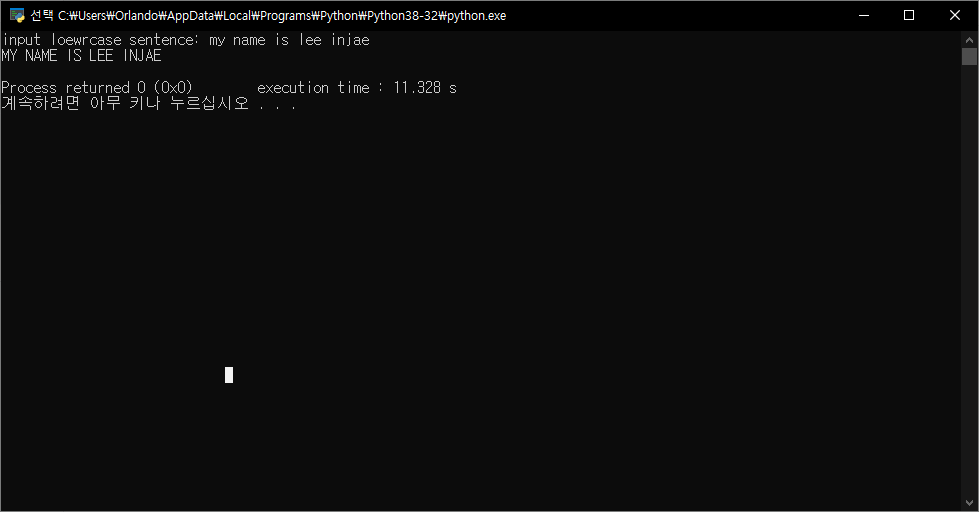 선택 C:₩Users₩Orlando₩AppData₩Local₩Programs₩Python₩Python38-32₩python.exe
input loewrcase sentence: my name is lee injae
MY NAME IS LEE INJAE
Process returned 0 (0x0) execution time : 11.328 s
계속하려면 아무 키나 누르십시오 . . .